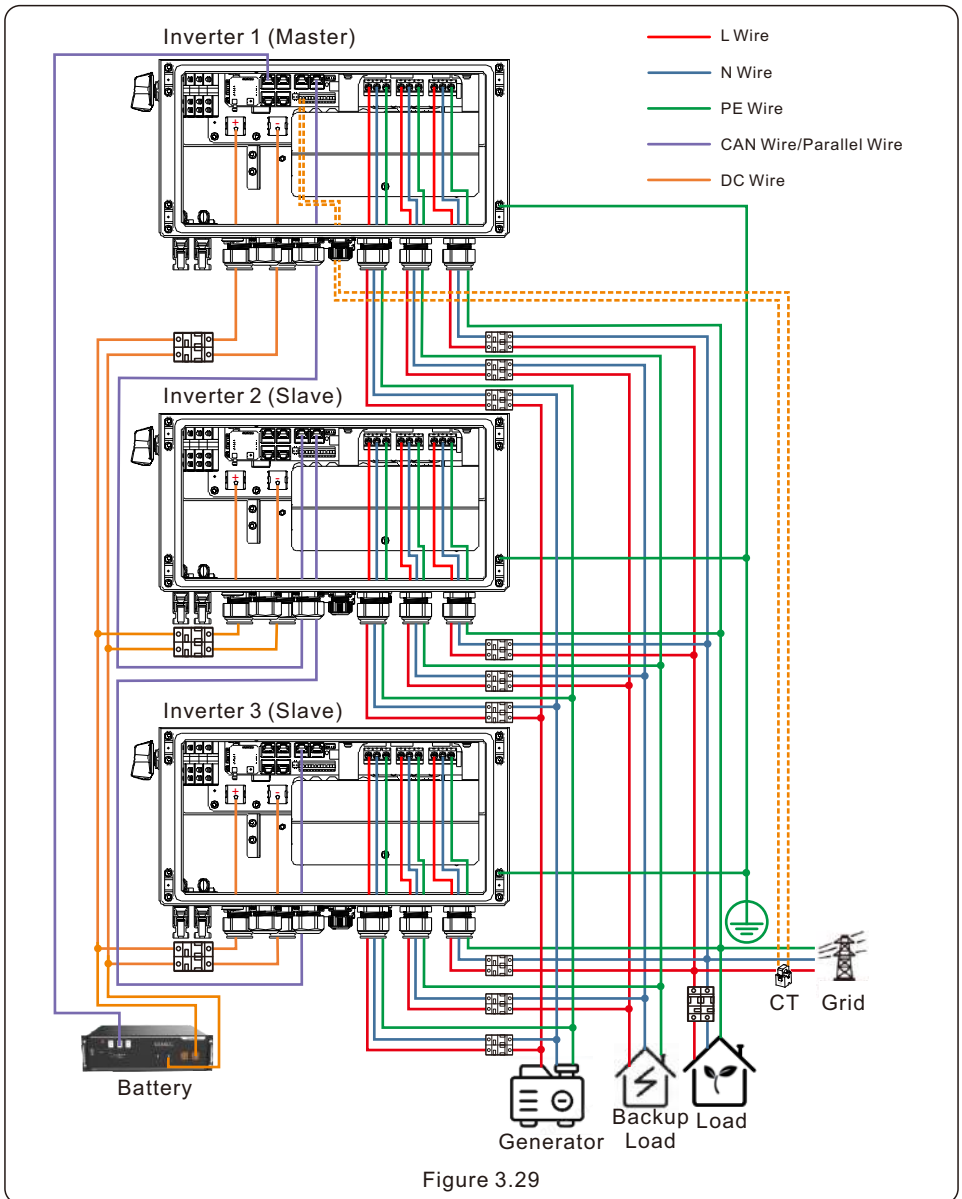 Inverter 1 (Master)
L Wire
N Wire
PE Wire
CAN Wire/Parallel Wire
DC Wire
+ -
Inverter 2 (Slave)
+ -
Inverter 3 (Slave)
+ -
CT
Grid
Battery
Generator
Backup
Load
Load
Figure 3.29